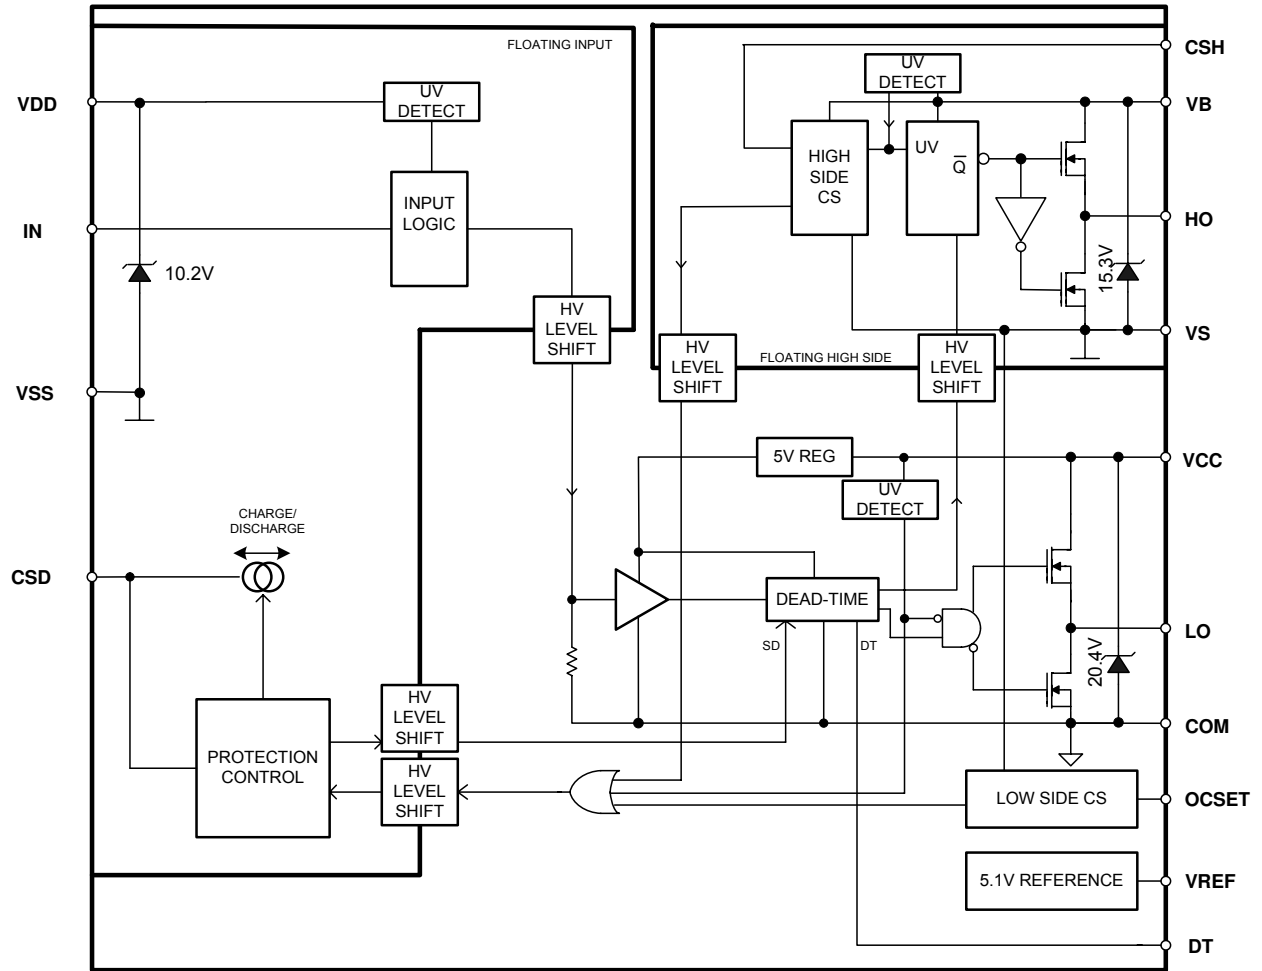 FLOATING INPUT
CSH
UV
DETECT
VDD
UV
DETECT
VB
HIGH
SIDE
CS
UV
Q
INPUT
LOGIC
HO
IN
10.2V
15.3V
HV
LEVEL
SHIFT
VS
HV
LEVEL
SHIFT
FLOATING HIGH SIDE
HV
LEVEL
SHIFT
VSS
5V REG
VCC
UV
DETECT
CHARGE/
DISCHARGE
CSD
DEAD-TIME
SD
DT
LO
20.4V
HV
LEVEL
SHIFT
COM
PROTECTION
CONTROL
HV
LEVEL
SHIFT
LOW SIDE CS
OCSET
5.1V REFERENCE
VREF
DT